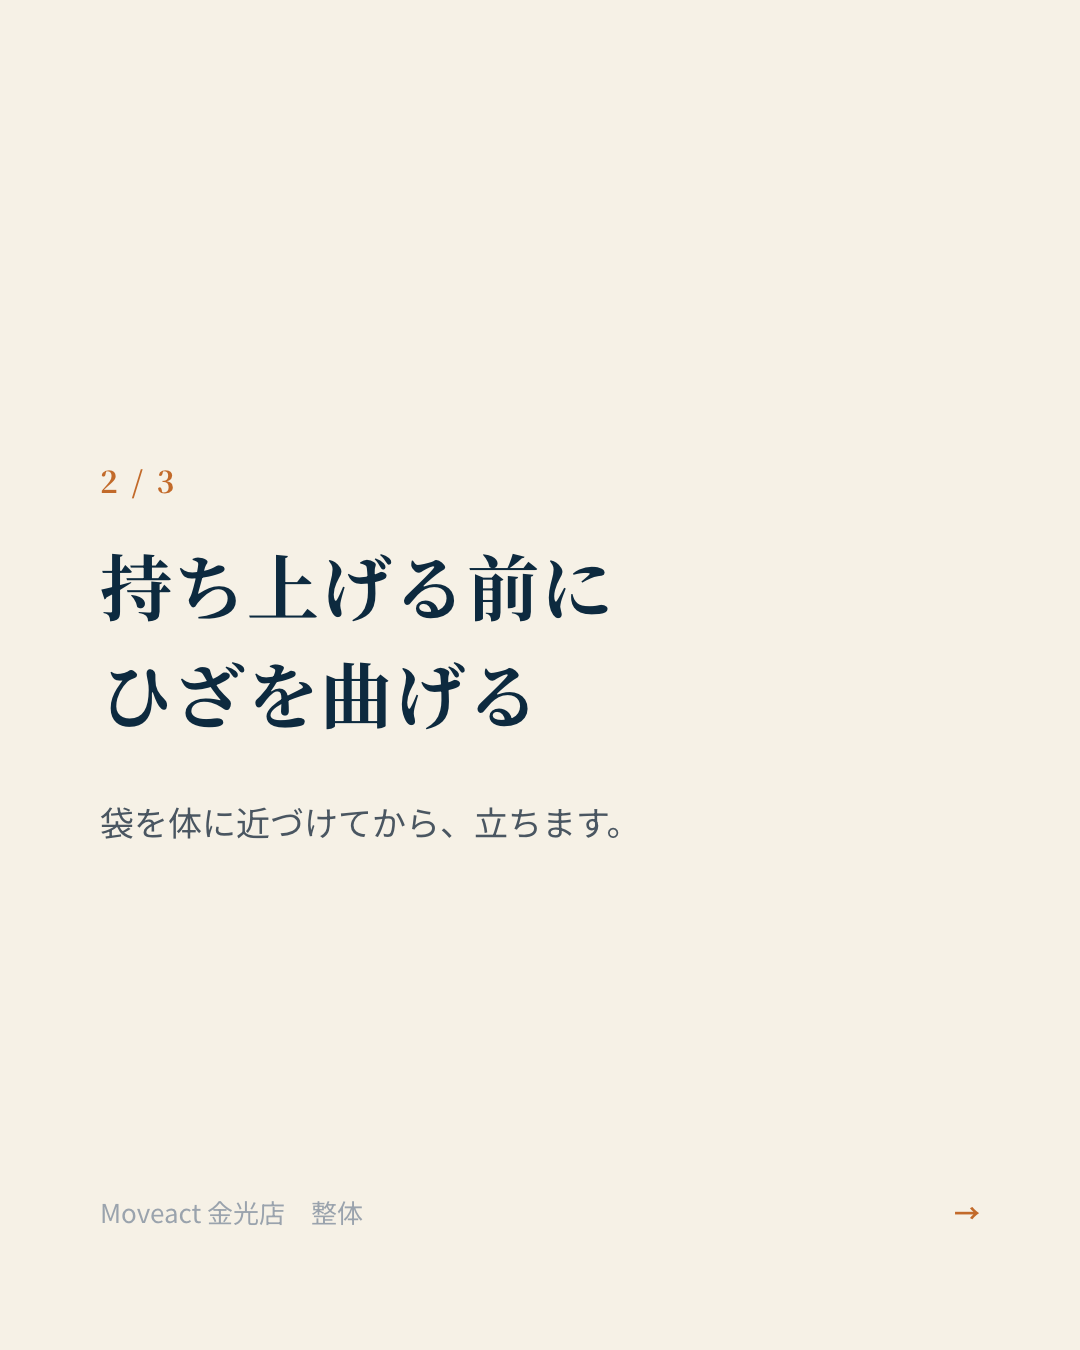 2 / 3
持ち上げる前に
ひざを曲げる
袋を体に近づけてから、立ちます。
Moveact 金光店　整体
→